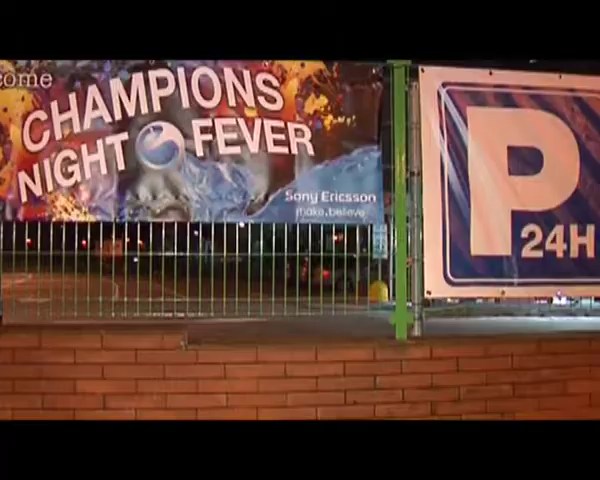 come
CHAMPIONS
NIGHT FEVER
Sony Ericsson
make.believe
P
24H